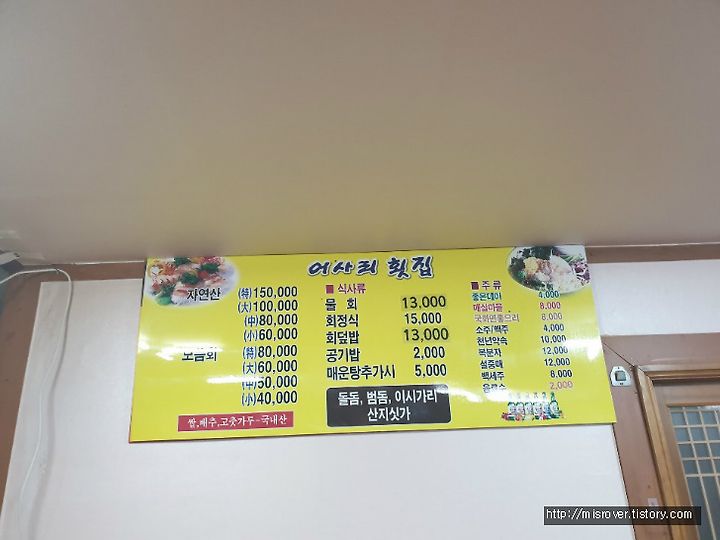 어사리 횟집
자연산
(特) 150,000
(大) 100,000
(中) 80,000
(小) 60,000
모듬회
(特) 80,000
(大) 60,000
(中) 50,000
(小) 40,000
쌀,배추,고춧가루-국내산
■ 식사류
물 회 13,000
회정식 15,000
회덮밥 13,000
공기밥 2,000
매운탕추가시 5,000
돌돔, 범돔, 이시가리
산지싯가
■ 주 류
좋은데이 4,000
매실마을 8,000
8,000
소주/맥주 4,000
천년약속 10,000
복분자 12,000
설중매 12,000
백세주 8,000
음료수 2,000
http://misrover.tistory.com